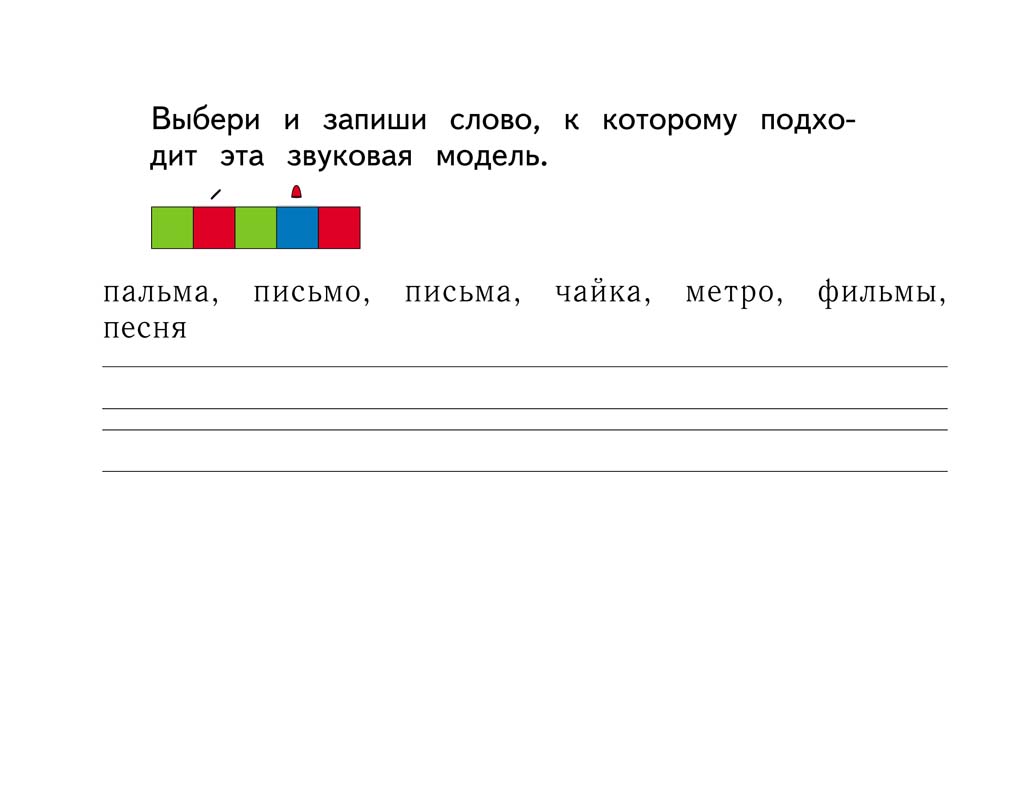 Выбери и запиши слово, к которому подхо-
дит эта звуковая модель.
пальма, письмо, письма, чайка, метро, фильмы,
песня